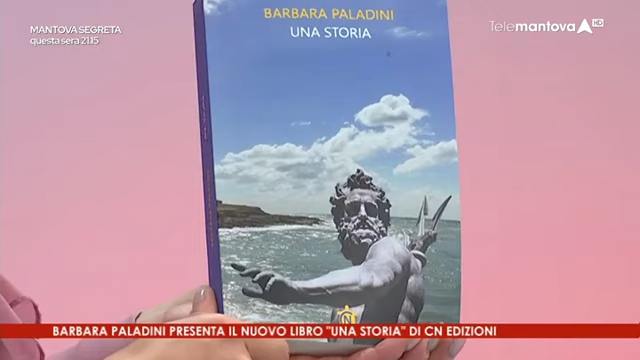 MANTOVA SEGRETA
questa sera 21.15
Telemantova HD
BARBARA PALADINI
UNA STORIA
N
BARBARA PALADINI PRESENTA IL NUOVO LIBRO "UNA STORIA" DI CN EDIZIONI